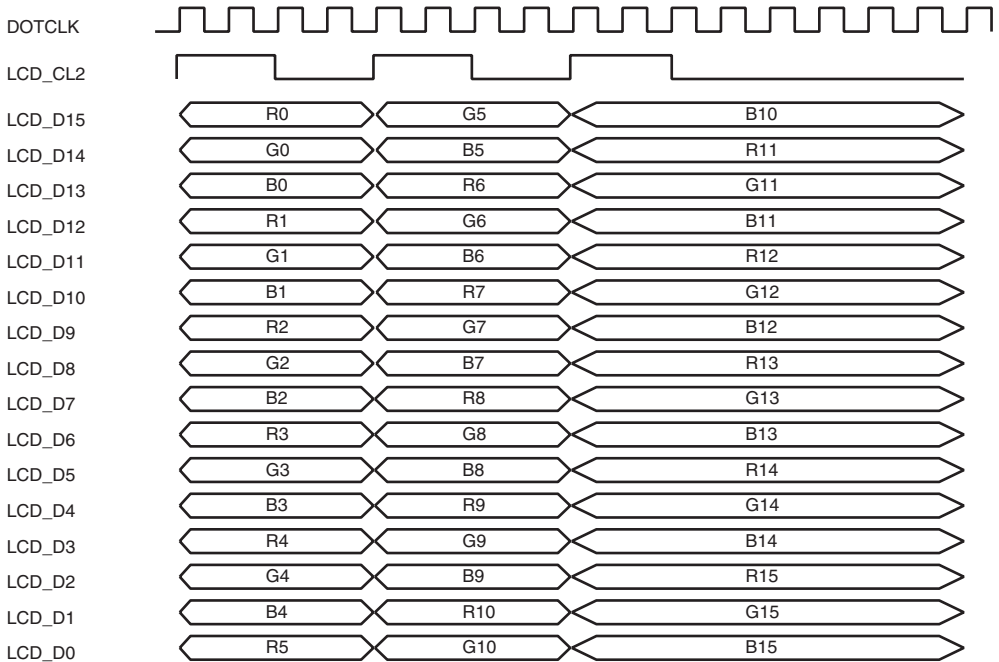 DOTCLK
LCD_CL2
LCD_D15 R0 G5 B10
LCD_D14 G0 B5 R11
LCD_D13 B0 R6 G11
LCD_D12 R1 G6 B11
LCD_D11 G1 B6 R12
LCD_D10 B1 R7 G12
LCD_D9 R2 G7 B12
LCD_D8 G2 B7 R13
LCD_D7 B2 R8 G13
LCD_D6 R3 G8 B13
LCD_D5 G3 B8 R14
LCD_D4 B3 R9 G14
LCD_D3 R4 G9 B14
LCD_D2 G4 B9 R15
LCD_D1 B4 R10 G15
LCD_D0 R5 G10 B15